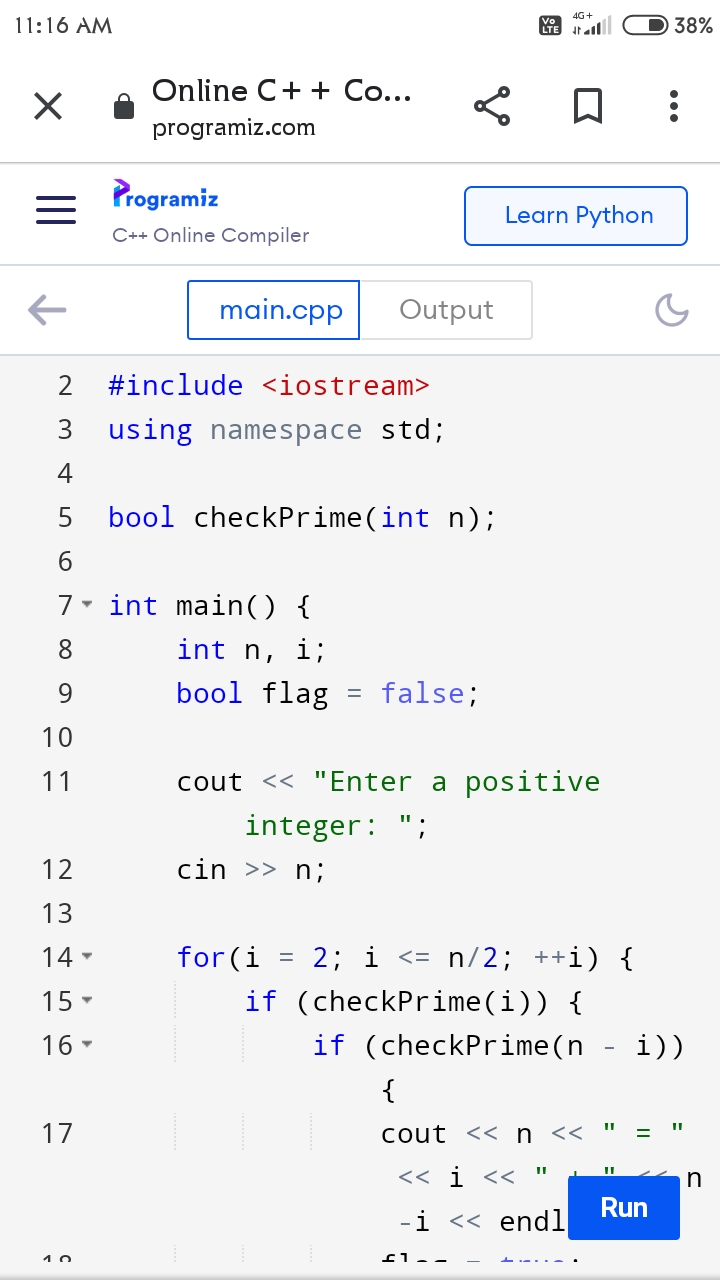 11:16 AM
Vo LTE 4G+ 38%
Online C++ Co...
programiz.com
Programiz
C++ Online Compiler
Learn Python
main.cpp Output
2 #include <iostream>
3 using namespace std;
4
5 bool checkPrime(int n);
6
7 int main() {
8 int n, i;
9 bool flag = false;
10
11 cout << "Enter a positive
integer: ";
12 cin >> n;
13
14 for(i = 2; i <= n/2; ++i) {
15 if (checkPrime(i)) {
16 if (checkPrime(n - i))
{
17 cout << n << " = "
<< i << " + " << n
-i << endl
Run
18 flag = true;